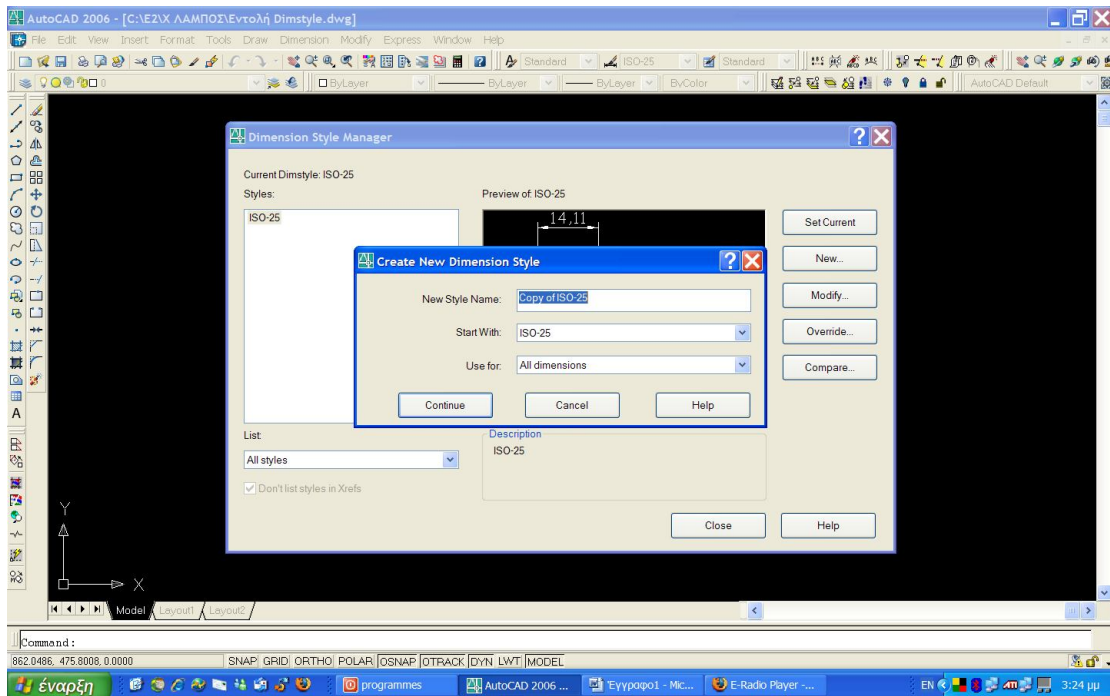 AutoCAD 2006 - [C:\E2\X ΛΑΜΠΟΣ\Εντολή Dimstyle.dwg]
File Edit View Insert Format Tools Draw Dimension Modify Express Window Help
Standard ISO-25 Standard
0 ByLayer ByLayer ByLayer ByColor AutoCAD Default
Dimension Style Manager
Current Dimstyle: ISO-25
Styles: Preview of: ISO-25
ISO-25
14,11
Set Current
Create New Dimension Style
New...
New Style Name: Copy of ISO-25
Modify...
Start With: ISO-25
Override...
Use for: All dimensions
Compare...
Continue Cancel Help
List: Description
ISO-25
All styles
Don't list styles in Xrefs
Close Help
A
Y
X
Model Layout1 Layout2
Command:
862.0486, 475.8008, 0.0000 SNAP GRID ORTHO POLAR OSNAP OTRACK DYN LWT MODEL
έναρξη programmes AutoCAD 2006 ... Έγγραφο1 - Mic... E-Radio Player -... EN 3:24 μμ